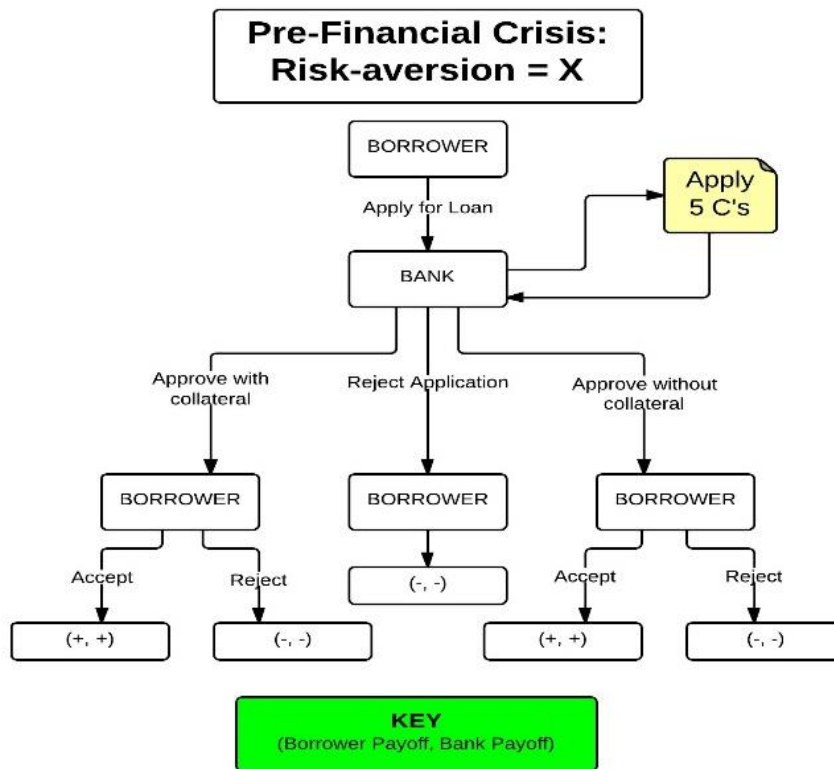 Pre-Financial Crisis:
Risk-aversion = X
BORROWER
Apply for Loan
Apply
5 C's
BANK
Approve with
collateral
Reject Application
Approve without
collateral
BORROWER
BORROWER
BORROWER
Accept
Reject
(-, -)
Accept
Reject
(+, +)
(-, -)
(+, +)
(-, -)
KEY
(Borrower Payoff, Bank Payoff)